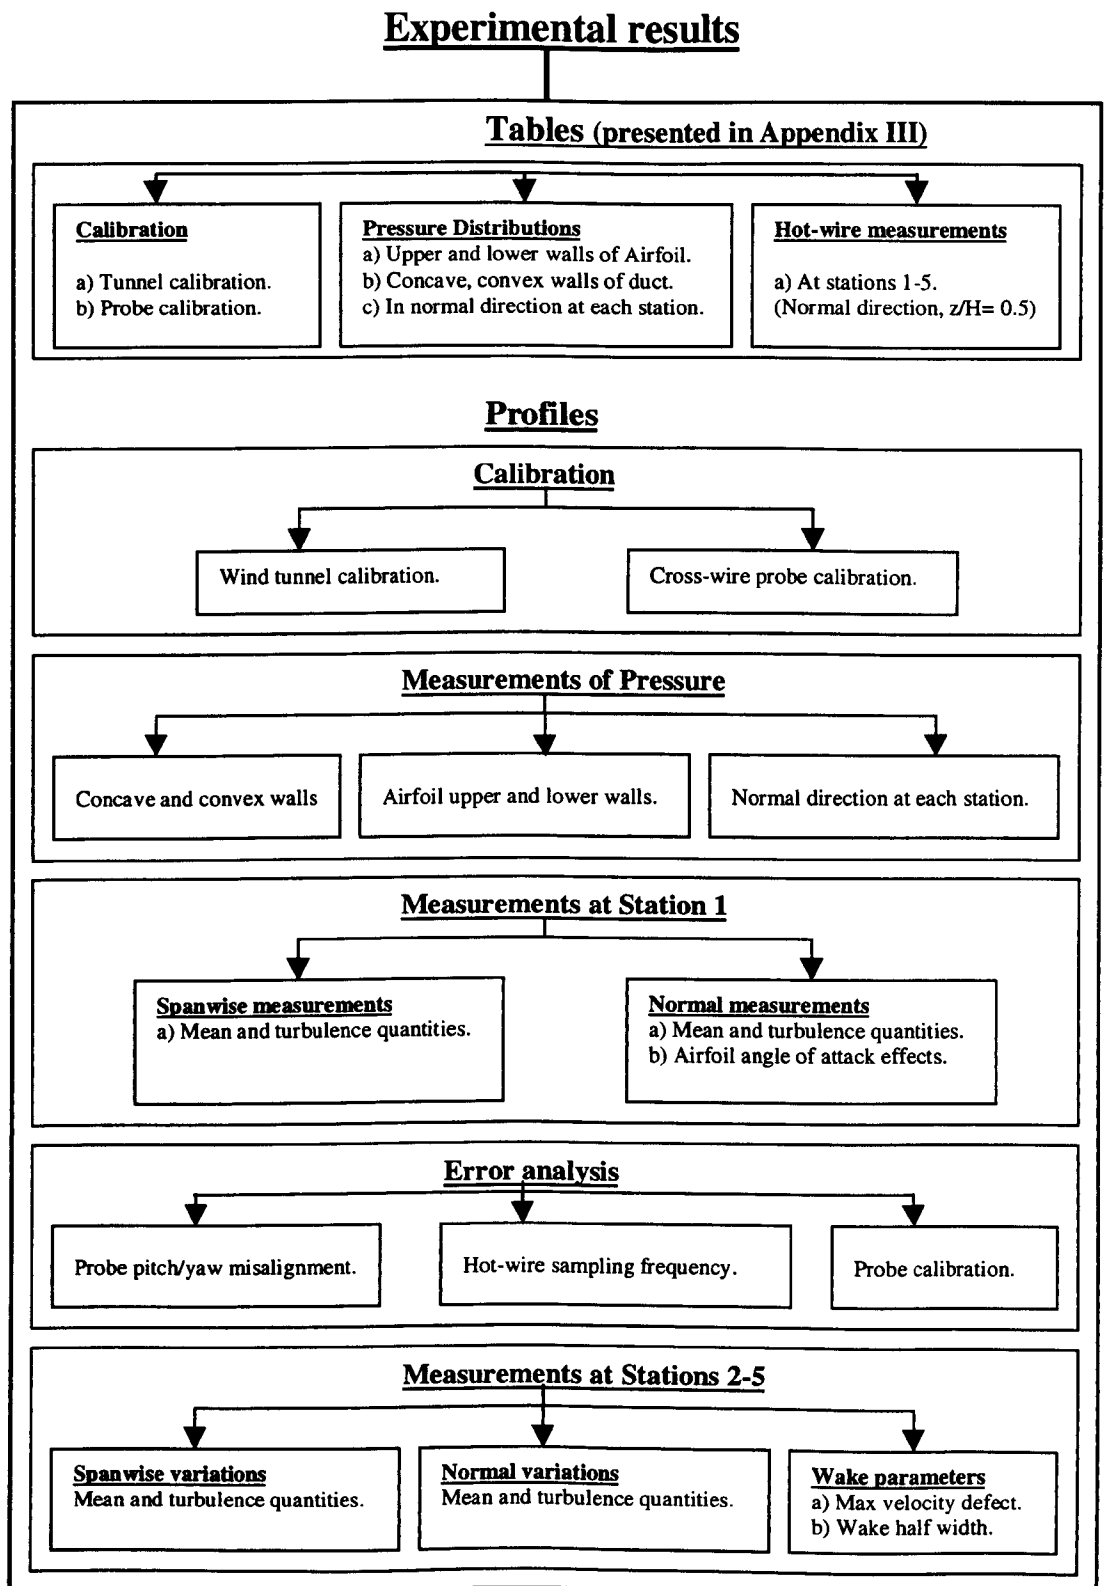 Experimental results
Tables (presented in Appendix III)
Calibration
a) Tunnel calibration.
b) Probe calibration.
Pressure Distributions
a) Upper and lower walls of Airfoil.
b) Concave, convex walls of duct.
c) In normal direction at each station.
Hot-wire measurements
a) At stations 1-5.
(Normal direction, z/H= 0.5)
Profiles
Calibration
Wind tunnel calibration.
Cross-wire probe calibration.
Measurements of Pressure
Concave and convex walls
Airfoil upper and lower walls.
Normal direction at each station.
Measurements at Station 1
Spanwise measurements
a) Mean and turbulence quantities.
Normal measurements
a) Mean and turbulence quantities.
b) Airfoil angle of attack effects.
Error analysis
Probe pitch/yaw misalignment.
Hot-wire sampling frequency.
Probe calibration.
Measurements at Stations 2-5
Spanwise variations
Mean and turbulence quantities.
Normal variations
Mean and turbulence quantities.
Wake parameters
a) Max velocity defect.
b) Wake half width.